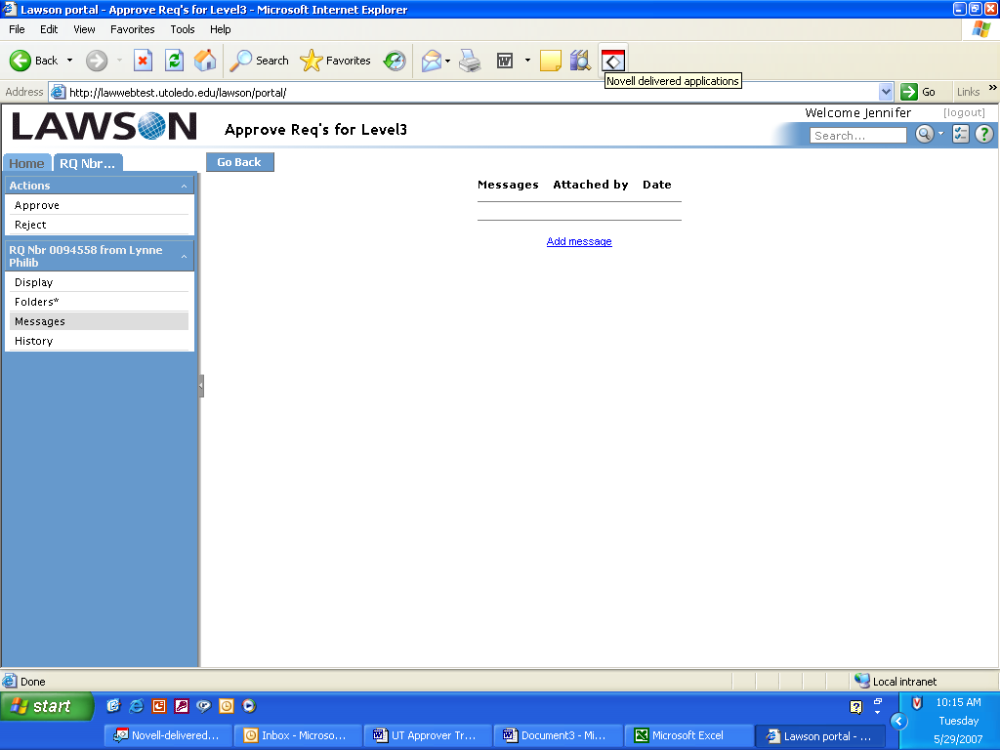 Lawson portal - Approve Req's for Level3 - Microsoft Internet Explorer
File Edit View Favorites Tools Help
Back Search Favorites
Novell delivered applications
Address http://lawwebtest.utoledo.edu/lawson/portal/ Go Links »
LAWSON Approve Req's for Level3
Welcome Jennifer [logout]
Search...
Home RQ Nbr...
Go Back
Actions
Approve
Reject
RQ Nbr 0094558 from Lynne
Philib
Display
Folders*
Messages
History
Messages Attached by Date
Add message
Done Local intranet
start
10:15 AM
Tuesday
5/29/2007
Novell-delivered... Inbox - Microso... UT Approver Tr... Document3 - Mi... Microsoft Excel Lawson portal - ...